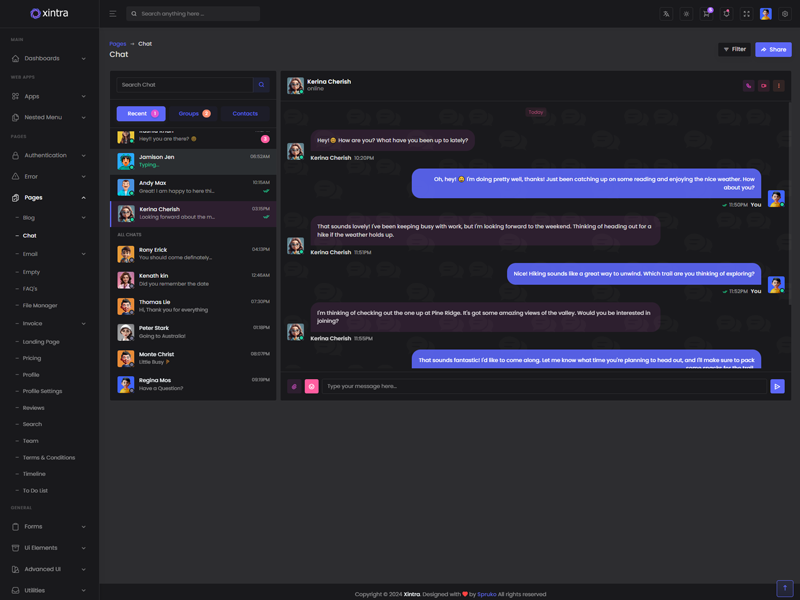 xintra
Search anything here ...
5
MAIN
Dashboards
WEB APPS
Apps
Nested Menu
PAGES
Authentication
Error
Pages
Blog
Chat
Email
Empty
FAQ's
File Manager
Invoice
Landing Page
Pricing
Profile
Profile Settings
Reviews
Search
Team
Terms & Conditions
Timeline
To Do List
GENERAL
Forms
Ui Elements
Advanced UI
Utilities
Pages → Chat
Chat
Filter
Share
Search Chat
Recent
Groups 2
Contacts
Hey!! you are there? 😊
2
Jamison Jen 06:52AM
Typing...
Andy Max 10:15AM
Great! I am happy to here thi...
Kerina Cherish 03:15PM
Looking forward about the m...
ALL CHATS
Rony Erick 04:13PM
You should come definately...
Kenath kin 12:46AM
Did you remember the date
Thomas Lie 07:30PM
Hi, Thank you for everything
Peter Stark
Going to Australia!
Monte Christ
Little Busy
Regina Mos
Have a Question?
Kerina Cherish
online
Today
Hey! 😄 How are you? What have you been up to lately?
Kerina Cherish 10:20PM
Oh, hey! 😄 I'm doing pretty well, thanks! Just been catching up on some reading and enjoying the nice weather. How
about you?
11:50PM You
That sounds lovely! I've been keeping busy with work, but I'm looking forward to the weekend. Thinking of heading out for a
hike if the weather holds up.
Kerina Cherish 11:51PM
Nice! Hiking sounds like a great way to unwind. Which trail are you thinking of exploring?
11:52PM You
I'm thinking of checking out the one up at Pine Ridge. It's got some amazing views of the valley. Would you be interested in
joining?
Kerina Cherish 11:55PM
That sounds fantastic! I'd like to come along. Let me know what time you're planning to head out, and I'll make sure to pack
some snacks for the trail.
Type your message here...
Copyright © 2024 Xintra. Designed with ❤ by Spruko All rights reserved